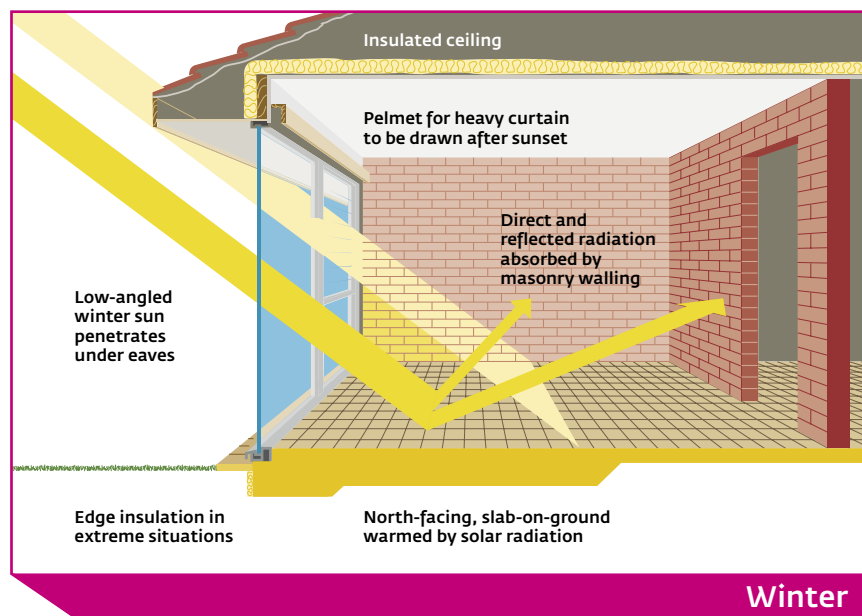 Insulated ceiling
Pelmet for heavy curtain
to be drawn after sunset
Direct and
reflected radiation
absorbed by
masonry walling
Low-angled
winter sun
penetrates
under eaves
Edge insulation in
extreme situations
North-facing, slab-on-ground
warmed by solar radiation
Winter